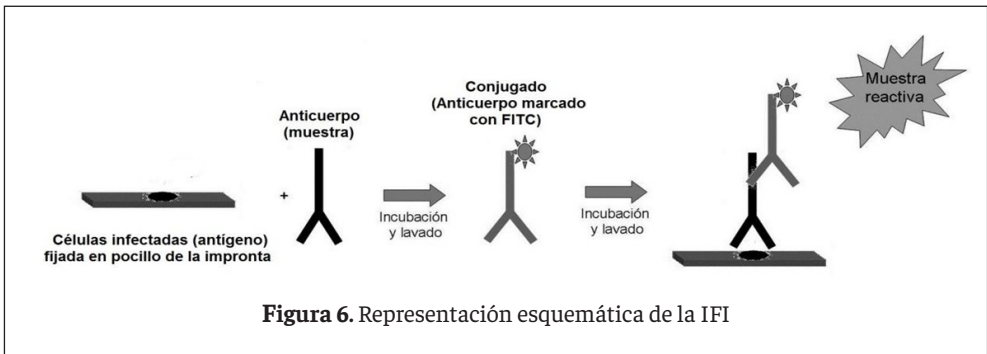 Muestra
reactiva
Conjugado
(Anticuerpo marcado
con FITC)
Anticuerpo
(muestra)
+
Incubación
y lavado
Incubación
y lavado
Células infectadas (antígeno)
fijada en pocillo de la impronta
Figura 6. Representación esquemática de la IFI